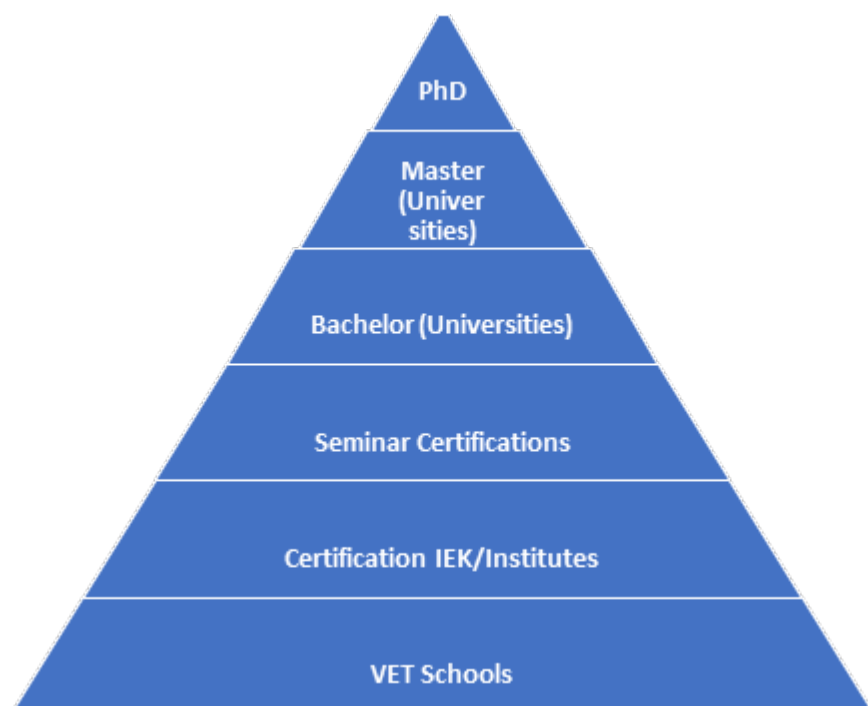 PhD
Master
(Univer
sities)
Bachelor (Universities)
Seminar Certifications
Certification IEK/Institutes
VET Schools